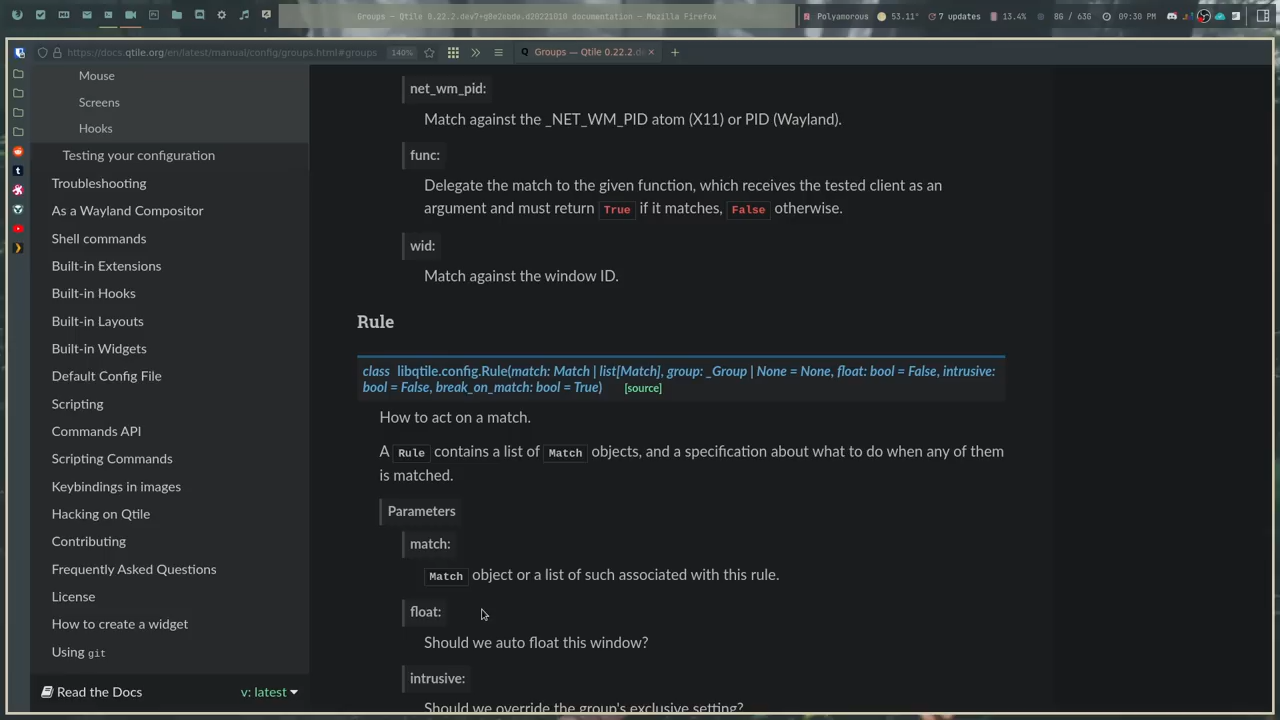 Groups — Qtile 0.22.2.dev7+g8e2ebda.d20221010 documentation — Mozilla Firefox
Polyamorous
53.11°
7 updates
13.4%
8G / 63G
09:30 PM
https://docs.qtile.org/en/latest/manual/config/groups.html#groups
140%
Groups — Qtile 0.22.2.d
Mouse
Screens
Hooks
Testing your configuration
Troubleshooting
As a Wayland Compositor
Shell commands
Built-in Extensions
Built-in Hooks
Built-in Layouts
Built-in Widgets
Default Config File
Scripting
Commands API
Scripting Commands
Keybindings in images
Hacking on Qtile
Contributing
Frequently Asked Questions
License
How to create a widget
Using git
Read the Docs
v: latest
net_wm_pid:
Match against the _NET_WM_PID atom (X11) or PID (Wayland).
func:
Delegate the match to the given function, which receives the tested client as an
argument and must return True if it matches, False otherwise.
wid:
Match against the window ID.
Rule
class libqtile.config.Rule(match: Match | list[Match], group: _Group | None = None, float: bool = False, intrusive:
bool = False, break_on_match: bool = True) [source]
How to act on a match.
A Rule contains a list of Match objects, and a specification about what to do when any of them
is matched.
Parameters
match:
Match object or a list of such associated with this rule.
float:
Should we auto float this window?
intrusive:
Should we override the group's exclusive setting?